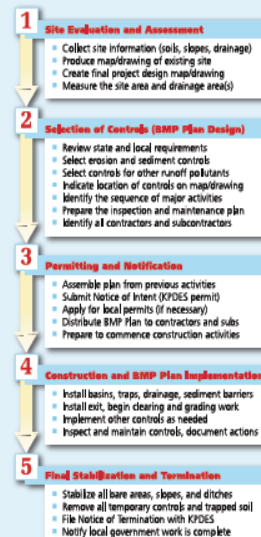 1
Site Evaluation and Assessment
Collect site information (soils, slopes, drainage)
Produce map/drawing of existing site
Create final project design map/drawing
Measure the site area and drainage area(s)
2
Selection of Controls (BMP Plan Design)
Review state and local requirements
Select erosion and sediment controls
Select controls for other runoff pollutants
Indicate location of controls on map/drawing
Identify the sequence of major activities
Prepare the inspection and maintenance plan
Identify all contractors and subcontractors
3
Permitting and Notification
Assemble plan from previous activities
Submit Notice of Intent (KPDES permit)
Apply for local permits (if necessary)
Distribute BMP Plan to contractors and subs
Prepare to commence construction activities
4
Construction and BMP Plan Implementation
Install basins, traps, drainage, sediment barriers
Install exit, begin clearing and grading work
Implement other controls as needed
Inspect and maintain controls, document actions
5
Final Stabilization and Termination
Stabilize all bare areas, slopes, and ditches
Remove all temporary controls and trapped soil
File Notice of Termination with KPDES
Notify local government work is complete